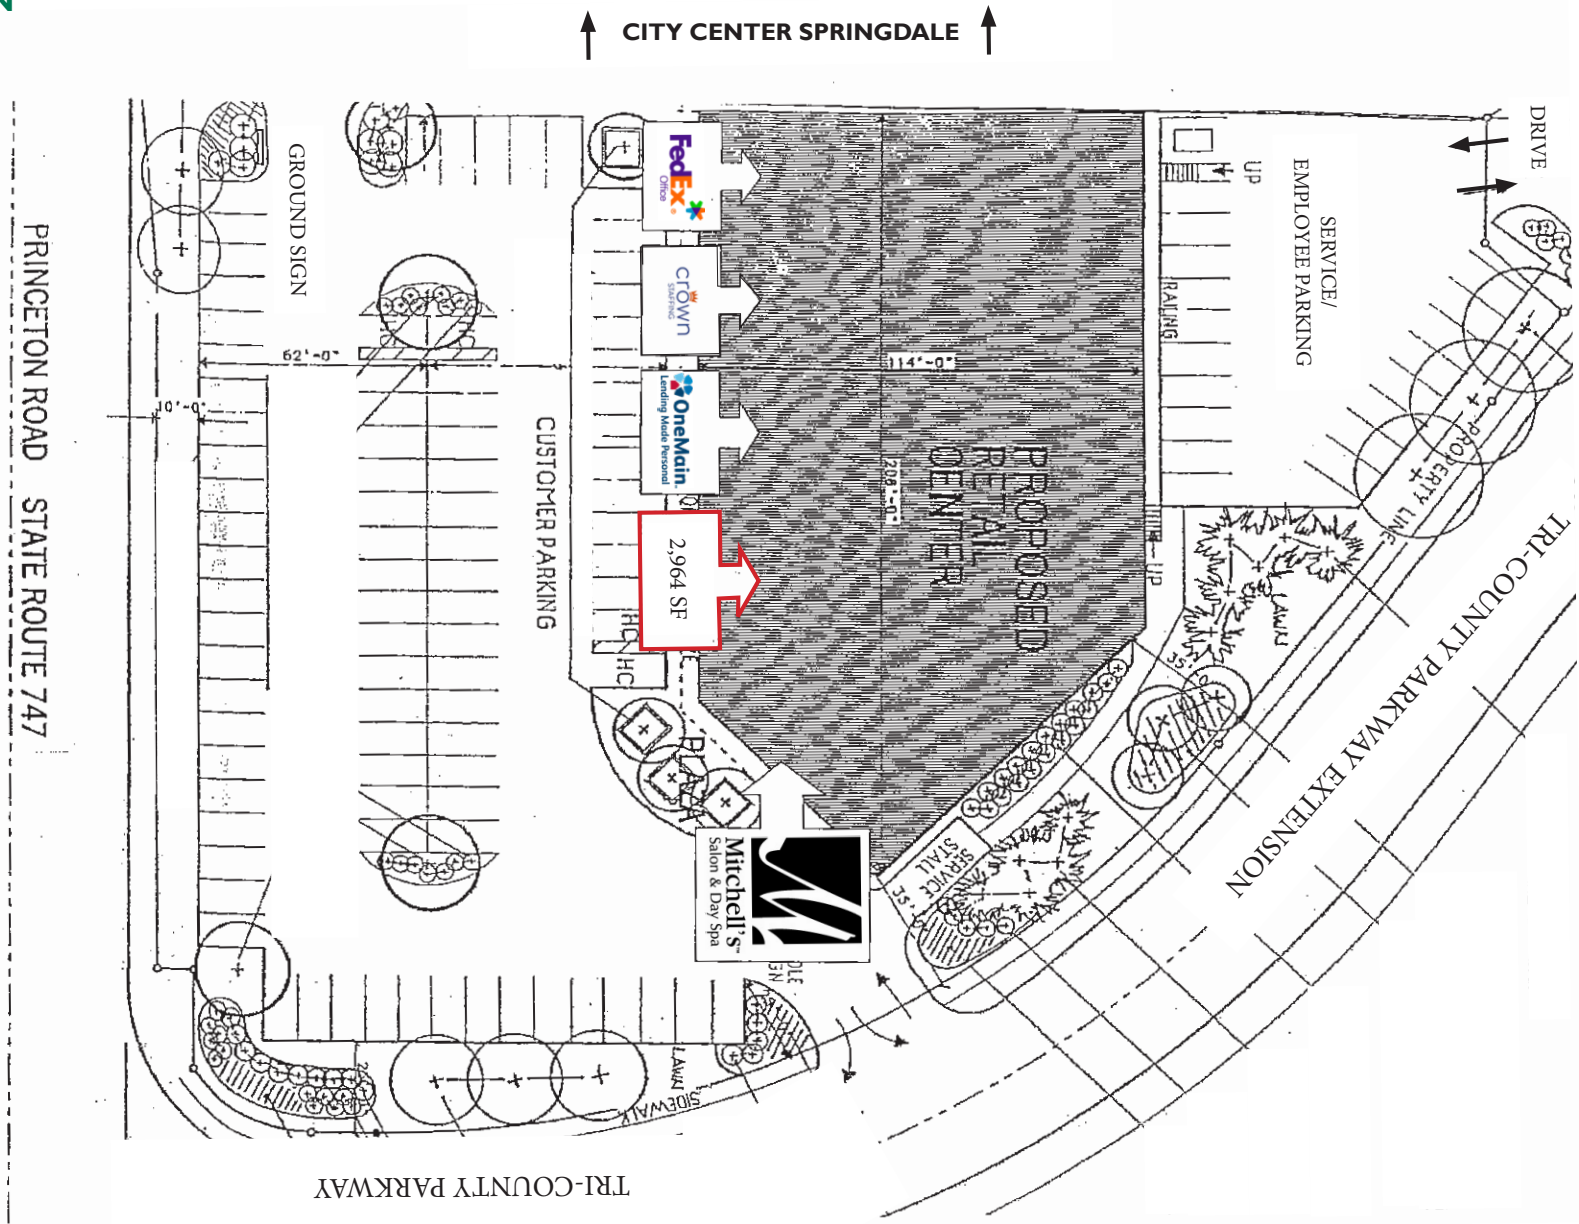 CITY CENTER SPRINGDALE
DRIVE
UP
SERVICE/
EMPLOYEE PARKING
GROUND SIGN
PRINCETON ROAD    STATE ROUTE 747
FedEx
Office
crown
STAFFING
OneMain
Lending Made Personal
2,964 SF
RAILING
62'-0"
10'-0"
114'-0"
208'-0"
CUSTOMER PARKING
PROPOSED
RETAIL
CENTER
PROPERTY LINE
UP
LAWN
TRI-COUNTY PARKWAY EXTENSION
HC
HC
PLAZA
Mitchell's
Salon & Day Spa
SERVICE
STALL
LAWN
SIDEWALK
TRI-COUNTY PARKWAY